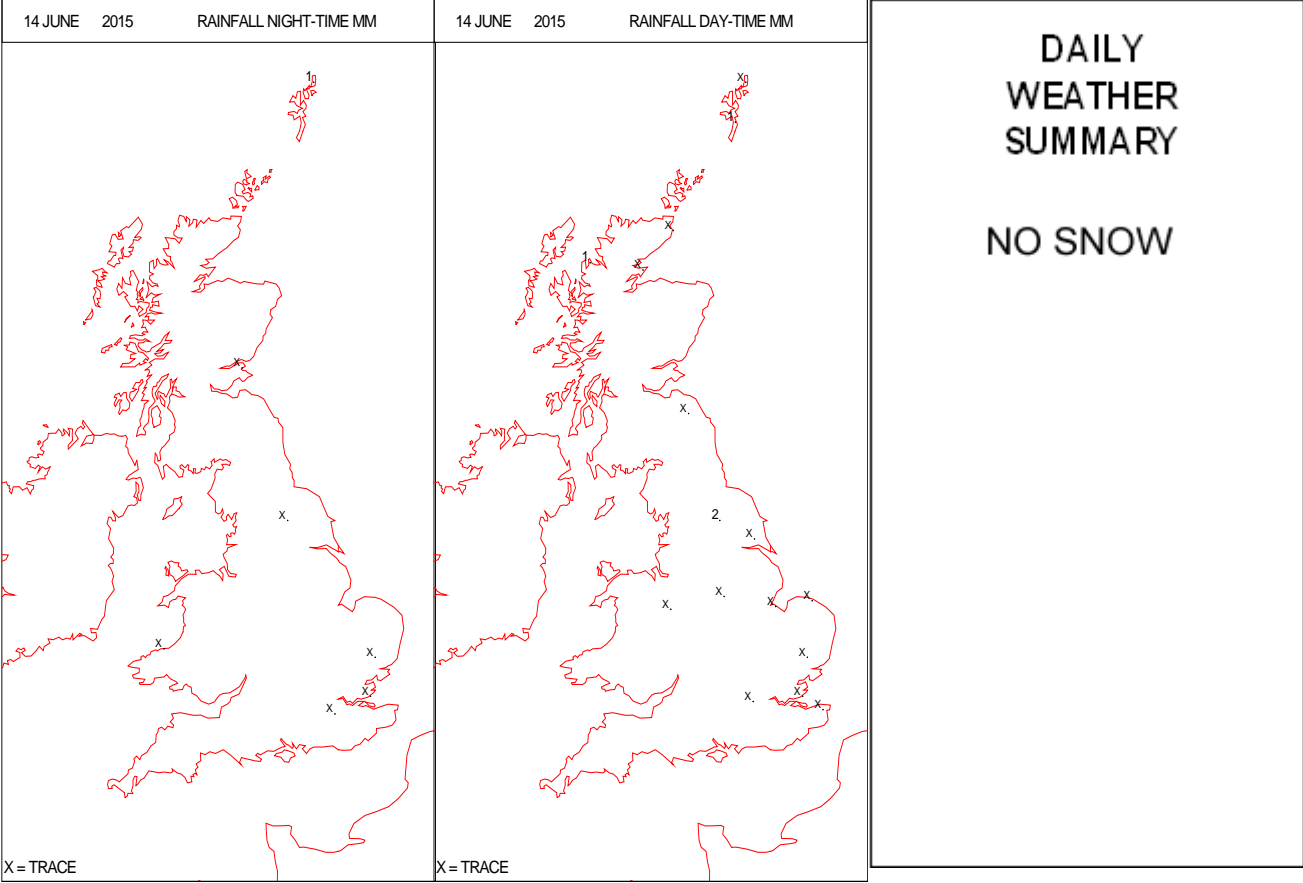 14 JUNE 2015 RAINFALL NIGHT-TIME MM
1
X.
X.
X.
X.
X.
X.
X = TRACE
14 JUNE 2015 RAINFALL DAY-TIME MM
X
1.
X.
1.
X.
X.
2.
X.
X.
X.
X.
X.
X.
X.
X.
X.
X = TRACE
DAILY
WEATHER
SUMMARY
NO SNOW